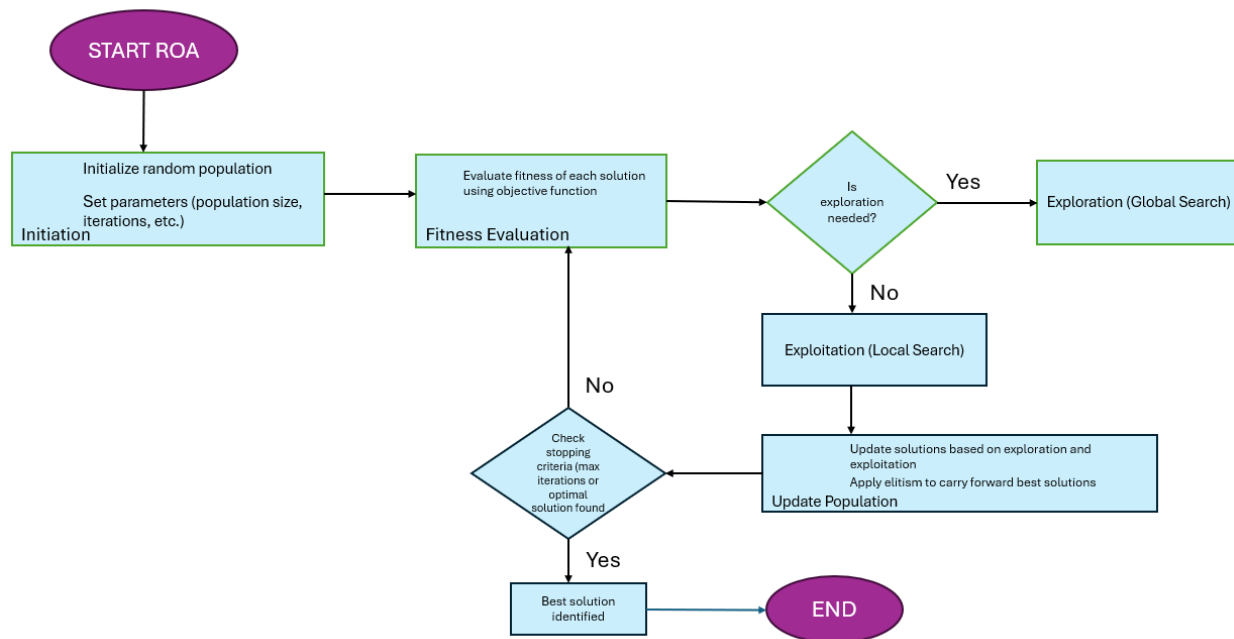 START ROA
Initialize random population
Set parameters (population size,
iterations, etc.)
Initiation
Evaluate fitness of each solution
using objective function
Fitness Evaluation
Is
exploration
needed?
Yes
Exploration (Global Search)
No
Exploitation (Local Search)
Update solutions based on exploration and
exploitation
Apply elitism to carry forward best solutions
Update Population
No
Check
stopping
criteria (max
iterations or
optimal
solution found
Yes
Best solution
identified
END